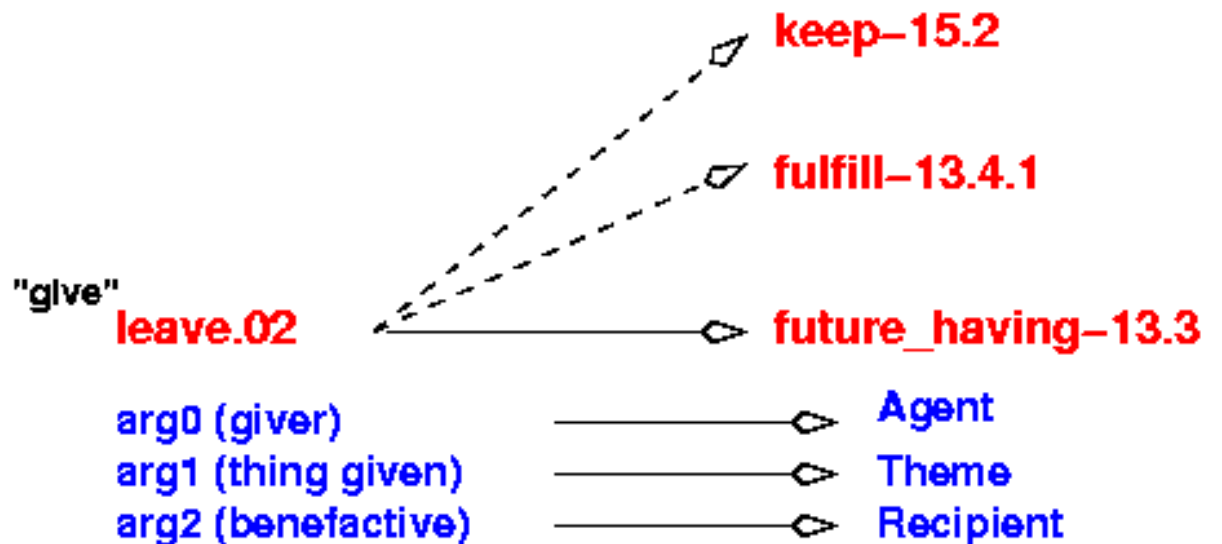 keep–15.2
fulfill–13.4.1
"give"
leave.02 future_having–13.3
arg0 (giver) Agent
arg1 (thing given) Theme
arg2 (benefactive) Recipient